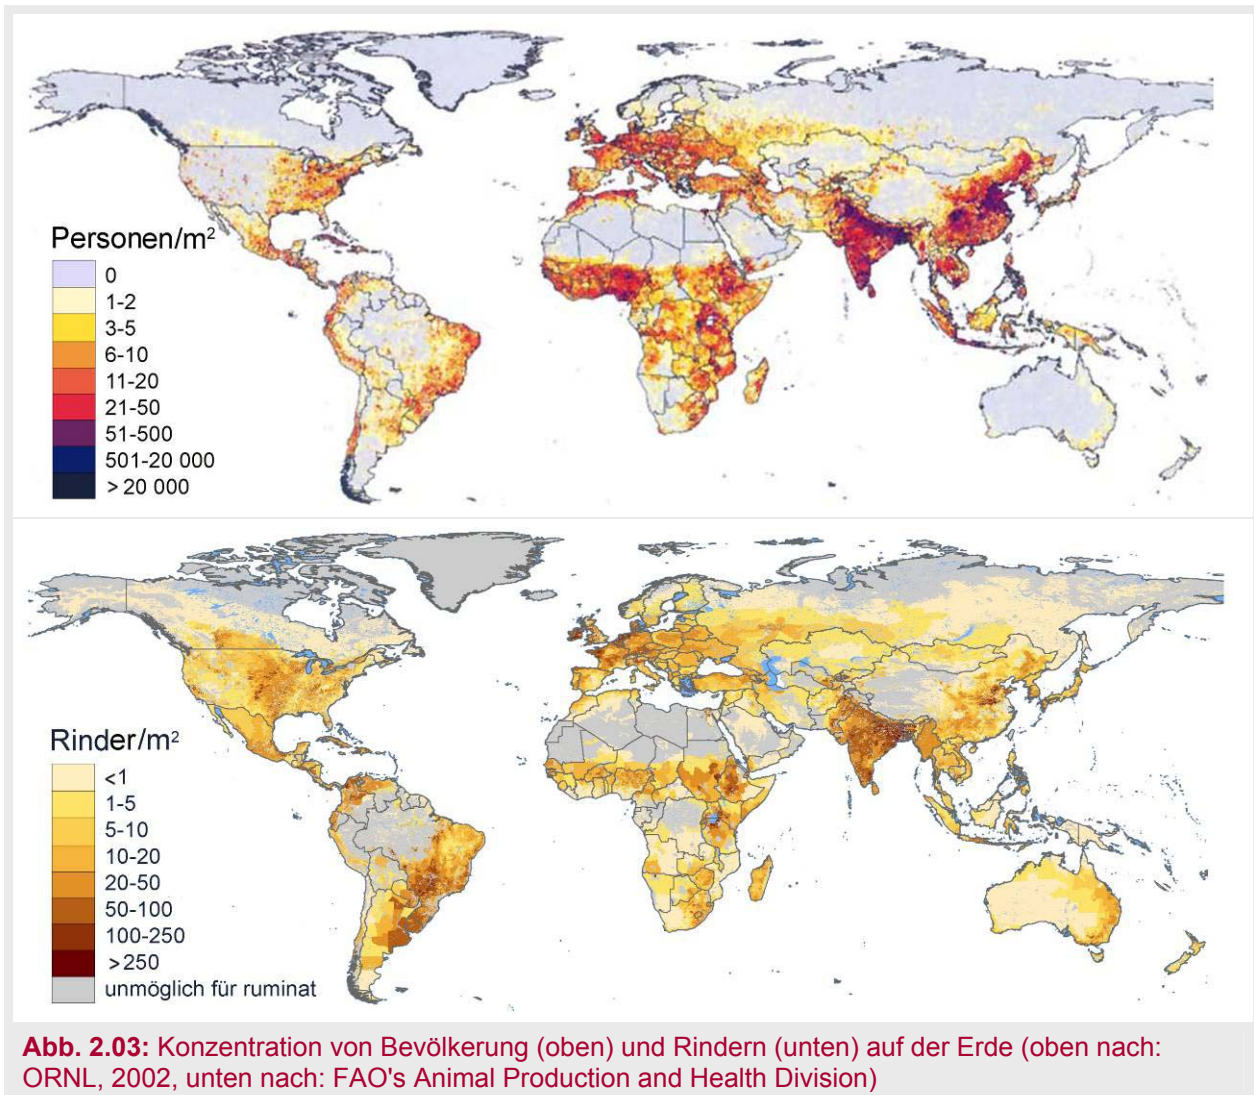 Personen/m²
0
1-2
3-5
6-10
11-20
21-50
51-500
501-20 000
> 20 000
Rinder/m²
<1
1-5
5-10
10-20
20-50
50-100
100-250
>250
unmöglich für ruminat
Abb. 2.03: Konzentration von Bevölkerung (oben) und Rindern (unten) auf der Erde (oben nach:
ORNL, 2002, unten nach: FAO's Animal Production and Health Division)